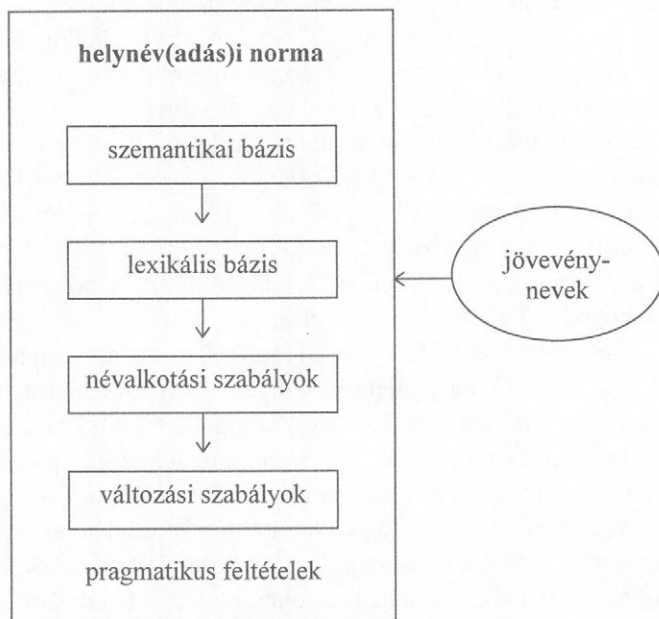 helynév(adás)i norma
szemantikai bázis
lexikális bázis
jövevény-
nevek
névalkotási szabályok
változási szabályok
pragmatikus feltételek